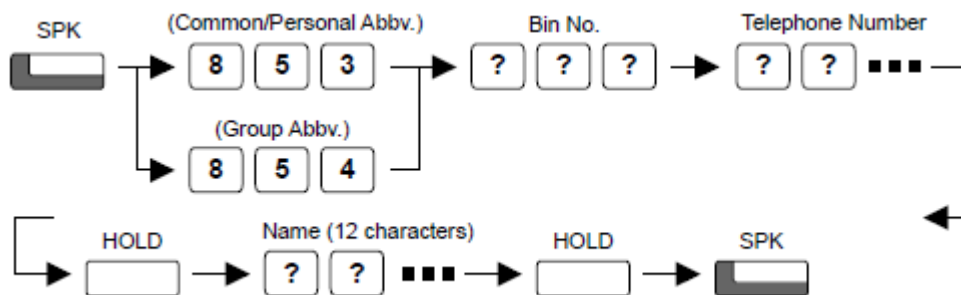 SPK
(Common/Personal Abbv.)
8 5 3
Bin No.
? ? ?
Telephone Number
? ?
(Group Abbv.)
8 5 4
HOLD
Name (12 characters)
? ?
HOLD
SPK